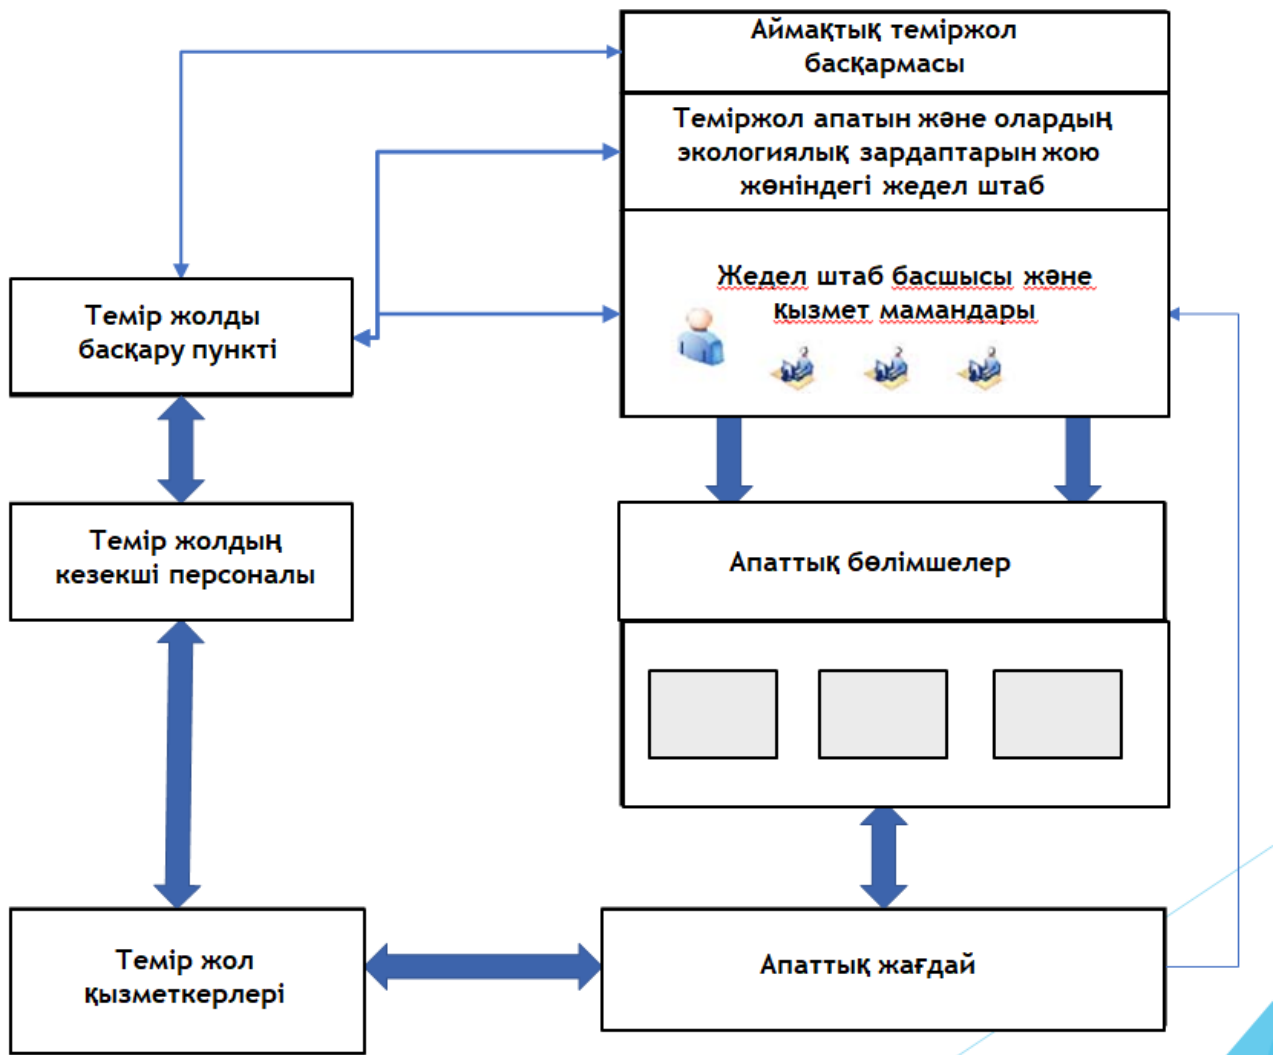 Аймақтық теміржол
басқармасы
Теміржол апатын және олардың
экологиялық зардаптарын жою
жөніндегі жедел штаб
Жедел штаб басшысы және
қызмет мамандары
Темір жолды
басқару пункті
Темір жолдың
кезекші персоналы
Апаттық бөлімшелер
Темір жол
қызметкерлері
Апаттық жағдай